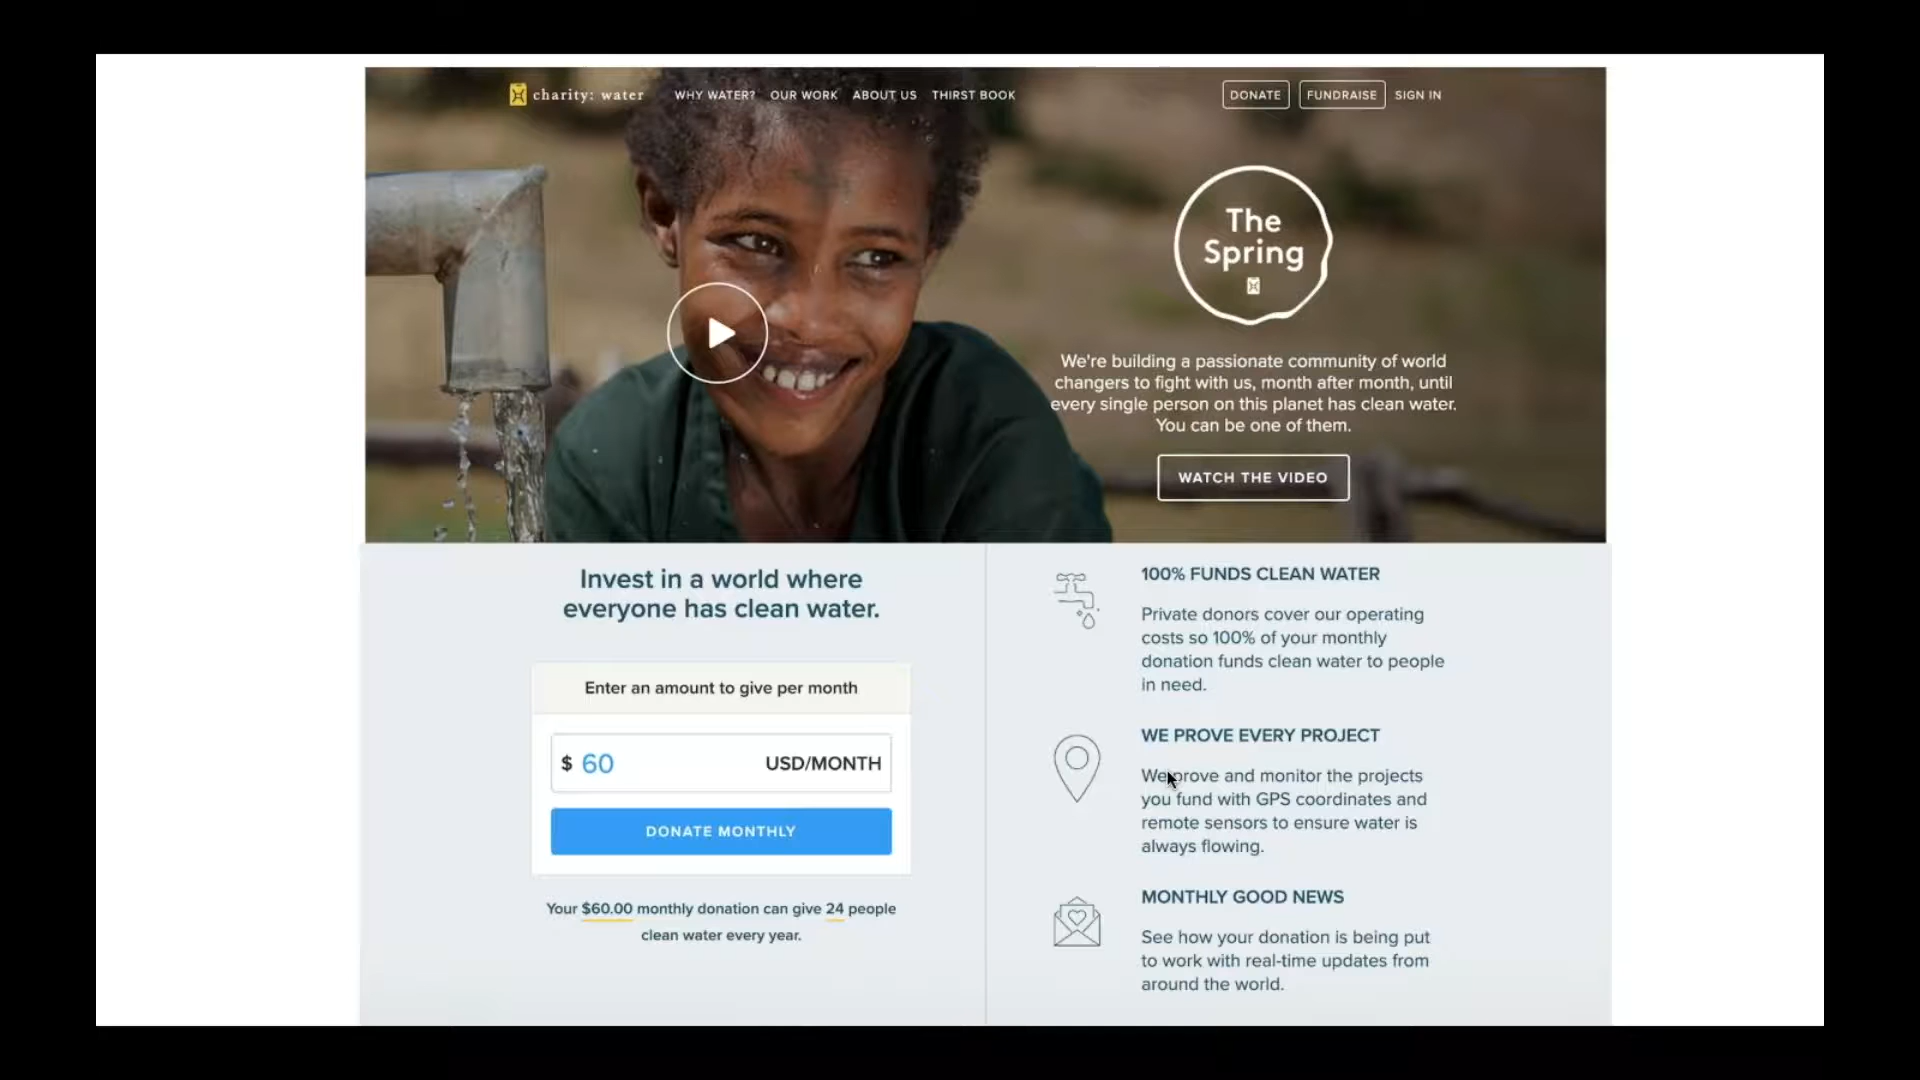 charity: water
WHY WATER? OUR WORK ABOUT US THIRST BOOK
DONATE FUNDRAISE SIGN IN
The
Spring
We're building a passionate community of world
changers to fight with us, month after month, until
every single person on this planet has clean water.
You can be one of them.
WATCH THE VIDEO
Invest in a world where
everyone has clean water.
Enter an amount to give per month
$ 60 USD/MONTH
DONATE MONTHLY
Your $60.00 monthly donation can give 24 people
clean water every year.
100% FUNDS CLEAN WATER
Private donors cover our operating
costs so 100% of your monthly
donation funds clean water to people
in need.
WE PROVE EVERY PROJECT
We prove and monitor the projects
you fund with GPS coordinates and
remote sensors to ensure water is
always flowing.
MONTHLY GOOD NEWS
See how your donation is being put
to work with real-time updates from
around the world.